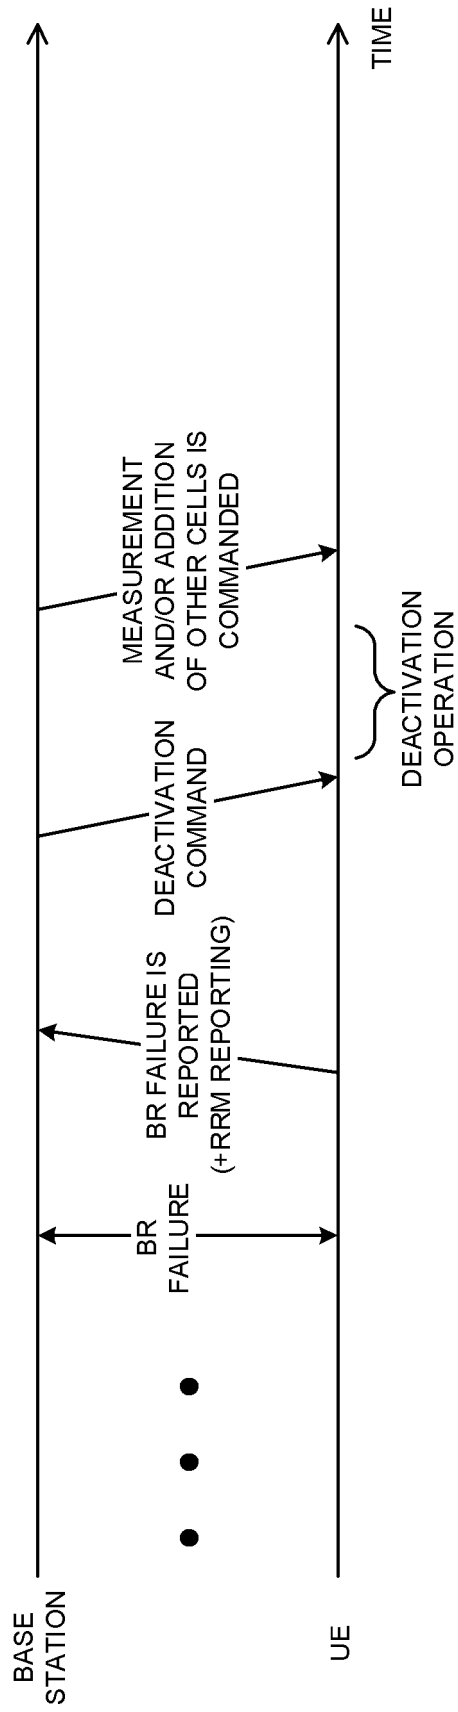 BASE
STATION
UE
BR
FAILURE
BR FAILURE IS
REPORTED
(+RRM REPORTING)
DEACTIVATION
COMMAND
MEASUREMENT
AND/OR ADDITION
OF OTHER CELLS IS
COMMANDED
DEACTIVATION
OPERATION
TIME